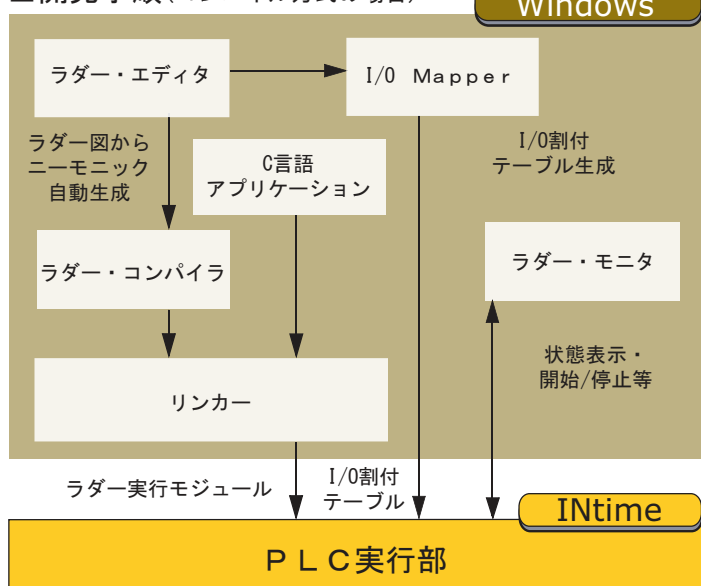 Windows
ラダー・エディタ
I/O Mapper
ラダー図から
ニーモニック
自動生成
C言語
アプリケーション
I/O割付
テーブル生成
ラダー・コンパイラ
ラダー・モニタ
リンカー
状態表示・
開始/停止等
ラダー実行モジュール
I/O割付
テーブル
INtime
PLC実行部